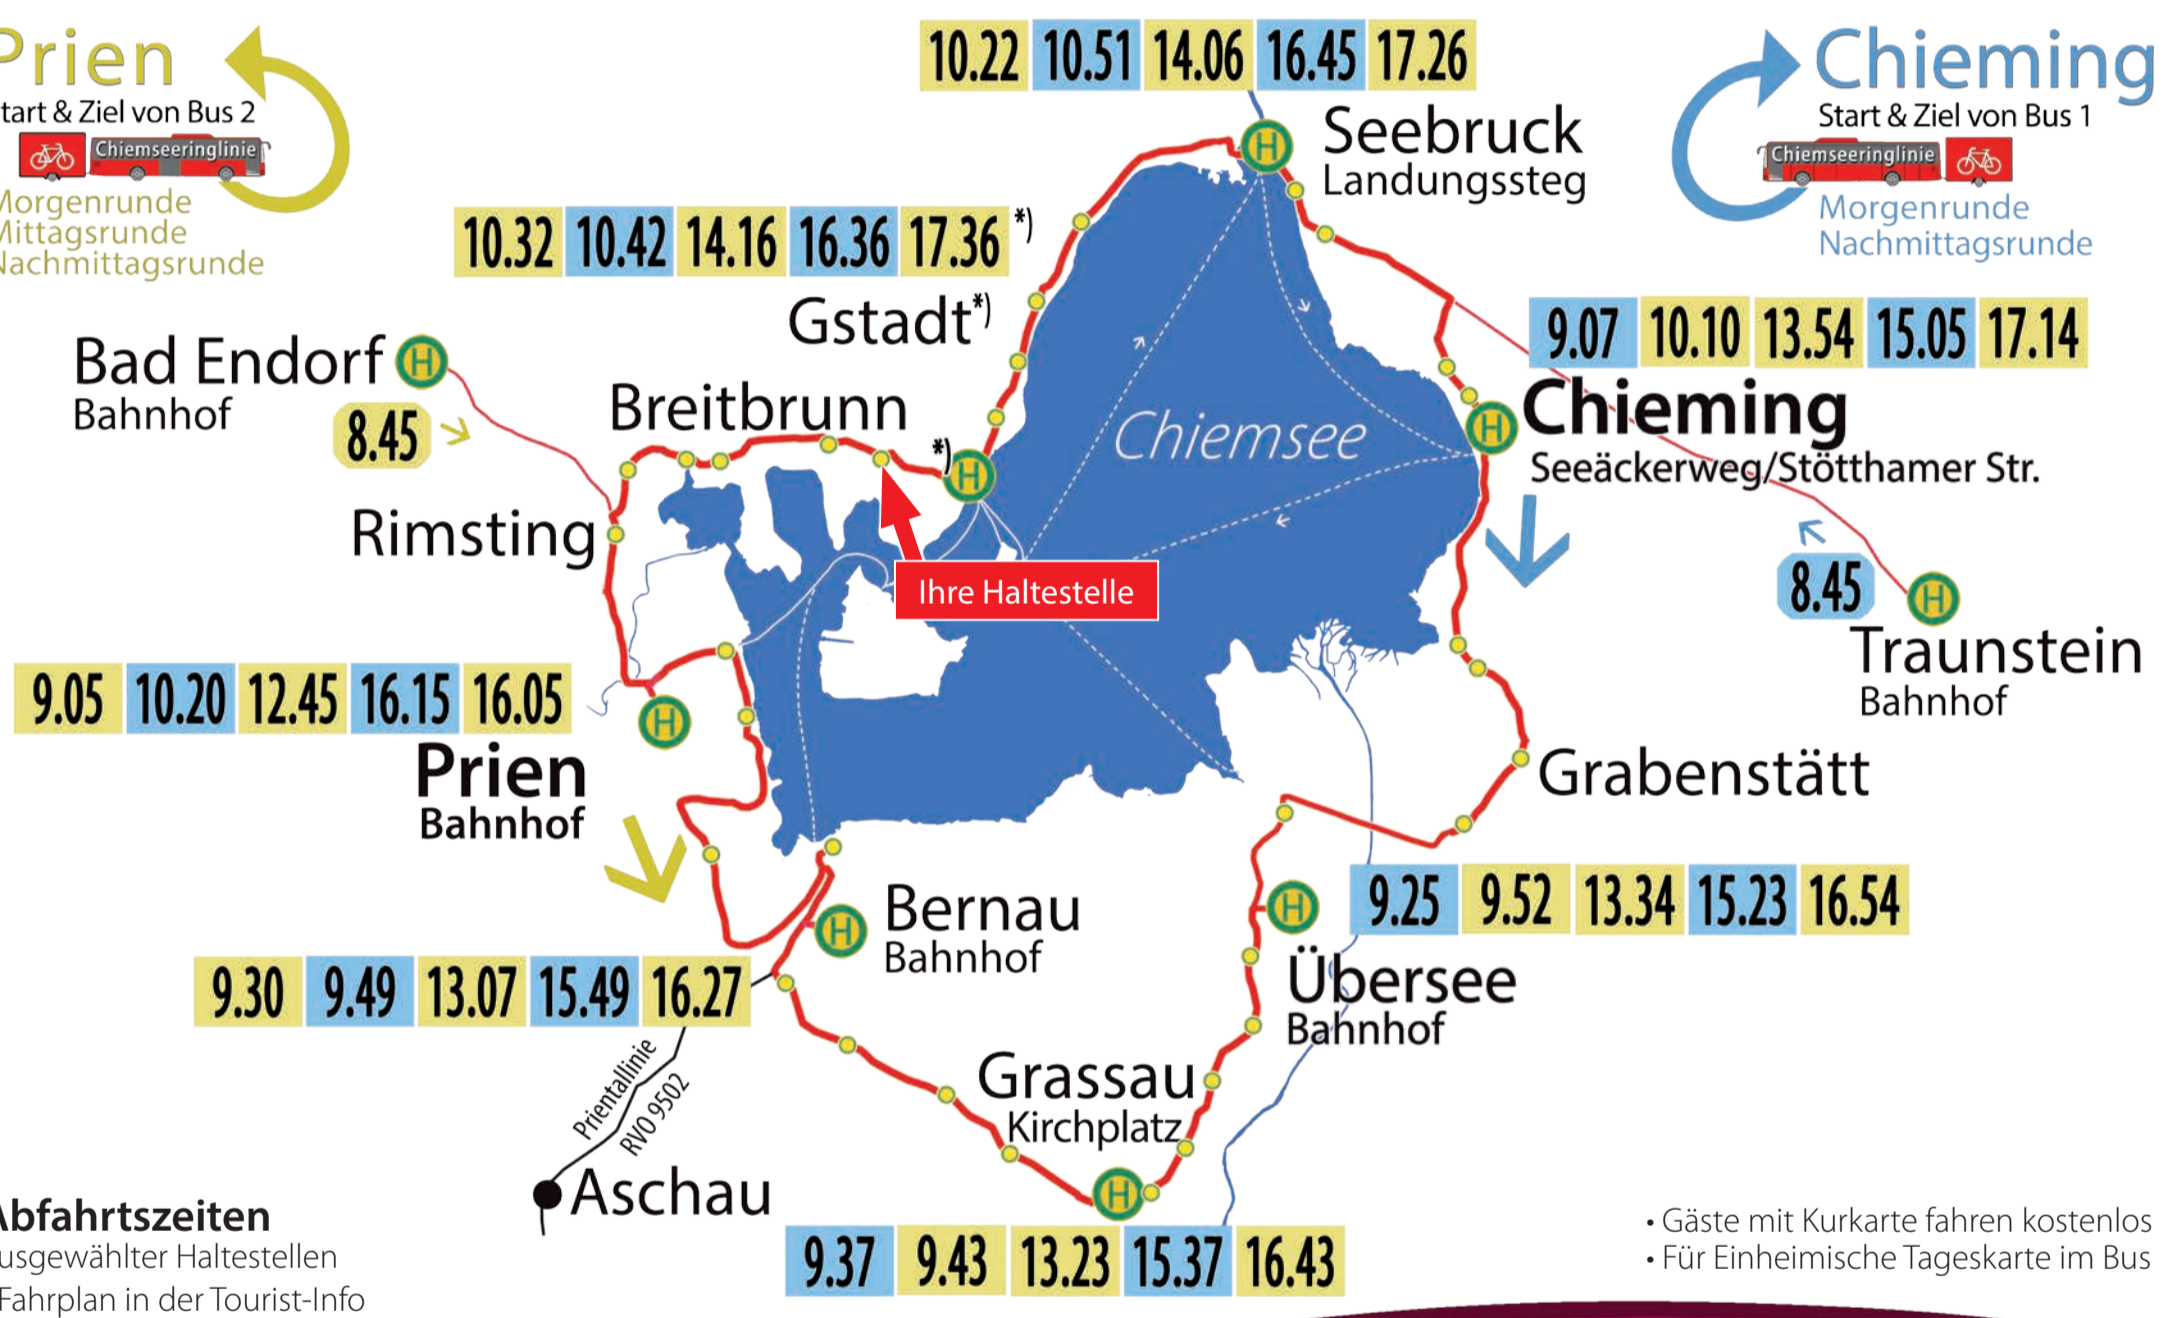 10.22 10.51 14.06 16.45 17.26
Prien
Start & Ziel von Bus 2
Chiemseeringlinie
Morgenrunde
Mittagsrunde
Nachmittagsrunde
Chieming
Start & Ziel von Bus 1
Chiemseeringlinie
Morgenrunde
Nachmittagsrunde
H
Seebruck
Landungssteg
10.32 10.42 14.16 16.36 17.36 *)
Gstadt*)
*)
H
Bad Endorf
Bahnhof
H
8.45
Breitbrunn
Chiemsee
9.07 10.10 13.54 15.05 17.14
H
Chieming
Seeäckerweg/Stötthamer Str.
Rimsting
Ihre Haltestelle
8.45
H
Traunstein
Bahnhof
9.05 10.20 12.45 16.15 16.05
H
Prien
Bahnhof
Grabenstätt
H
Bernau
Bahnhof
9.30 9.49 13.07 15.49 16.27
H
9.25 9.52 13.34 15.23 16.54
Übersee
Bahnhof
Prientallinie
RVO 9502
Aschau
Grassau
Kirchplatz
H
9.37 9.43 13.23 15.37 16.43
Abfahrtszeiten
ausgewählter Haltestellen
Fahrplan in der Tourist-Info
• Gäste mit Kurkarte fahren kostenlos
• Für Einheimische Tageskarte im Bus